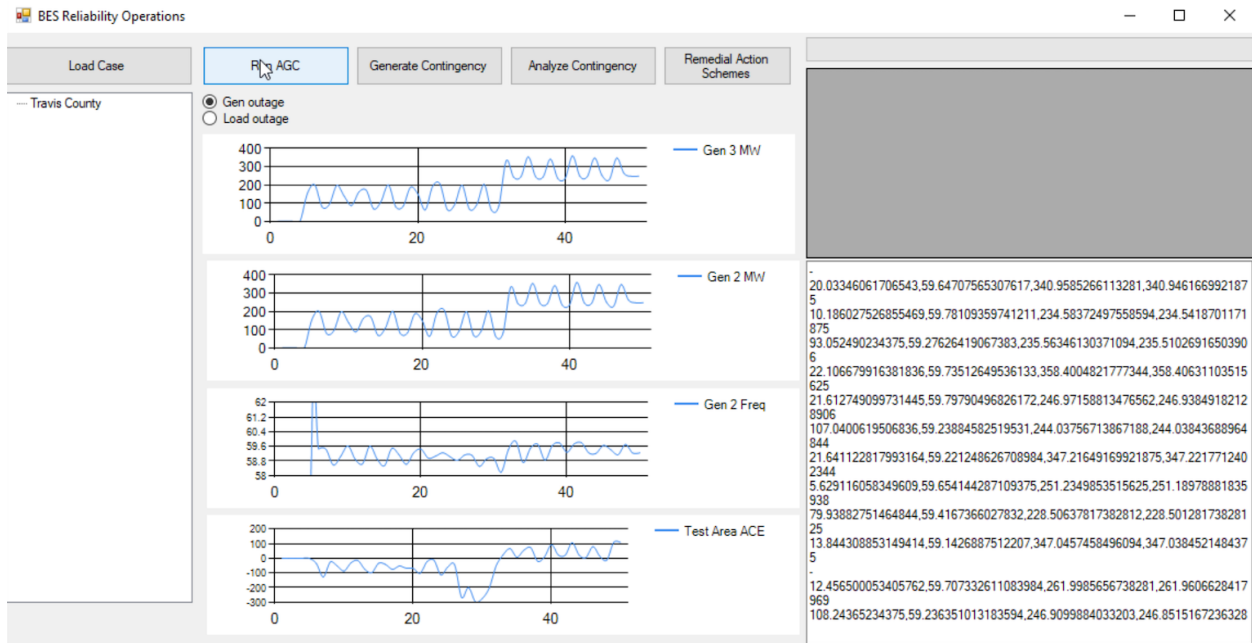 BES Reliability Operations
Load Case
Run AGC
Generate Contingency
Analyze Contingency
Remedial Action
Schemes
Travis County
Gen outage
Load outage
400
300
200
100
0
0 20 40
Gen 3 MW
400
300
200
100
0
0 20 40
Gen 2 MW
62
61.2
60.4
59.6
58.8
58
0 20 40
Gen 2 Freq
200
100
0
-100
-200
-300
0 20 40
Test Area ACE
-
20.03346061706543,59.64707565307617,340.9585266113281,340.946166992187
5
10.186027526855469,59.78109359741211,234.58372497558594,234.5418701171
875
93.052490234375,59.27626419067383,235.56346130371094,235.510269165039​0
6
22.106679916381836,59.73512649536133,358.4004821777344,358.40631103515
625
21.612749099731445,59.79790496826172,246.97158813476562,246.9384918212
8906
107.0400619506836,59.23884582519531,244.03756713867188,244.03843688964
844
21.641122817993164,59.221248626708984,347.21649169921875,347.221771240
2344
5.629116058349609,59.654144287109375,251.2349853515625,251.18978881835
938
79.93882751464844,59.4167366027832,228.50637817382812,228.501281738281
25
13.844308853149414,59.1426887512207,347.0457458496094,347.038452148437
5
-
12.456500053405762,59.707332611083984,261.9985656738281,261.9606628417
969
108.24365234375,59.236351013183594,246.9099884033203,246.8515167236328